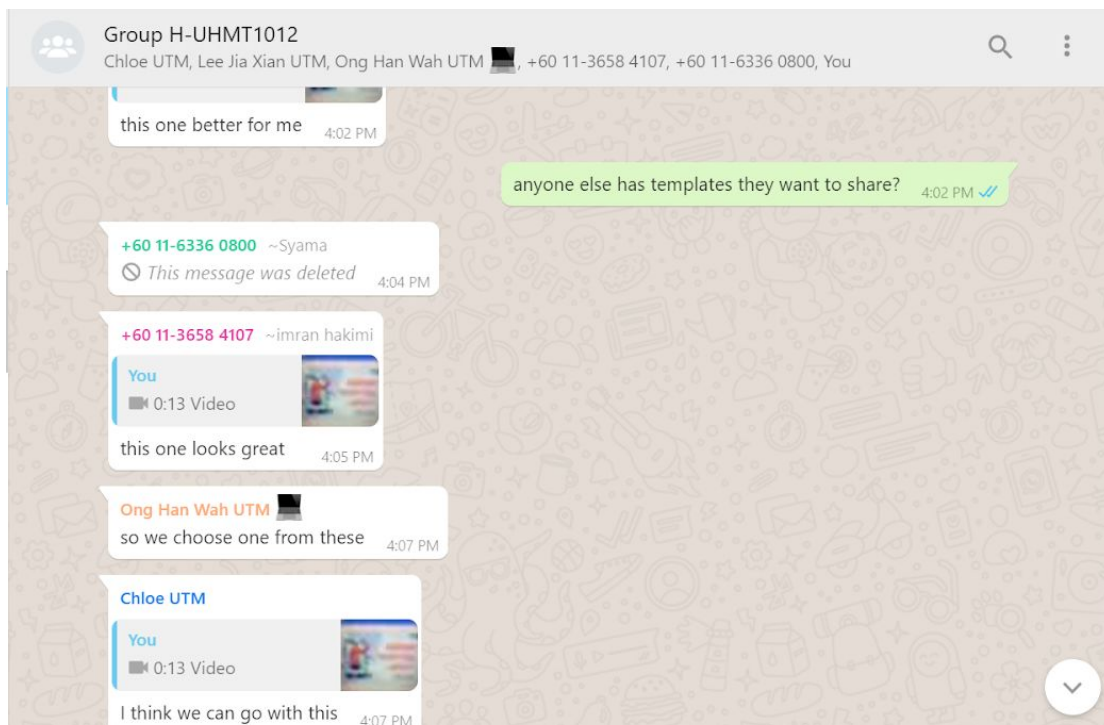 Group H-UHMT1012
Chloe UTM, Lee Jia Xian UTM, Ong Han Wah UTM 💻, +60 11-3658 4107, +60 11-6336 0800, You
this one better for me 4:02 PM
anyone else has templates they want to share? 4:02 PM
+60 11-6336 0800 ~Syama
This message was deleted 4:04 PM
+60 11-3658 4107 ~imran hakimi
You
0:13 Video
this one looks great 4:05 PM
Ong Han Wah UTM 💻
so we choose one from these 4:07 PM
Chloe UTM
You
0:13 Video
I think we can go with this 4:07 PM